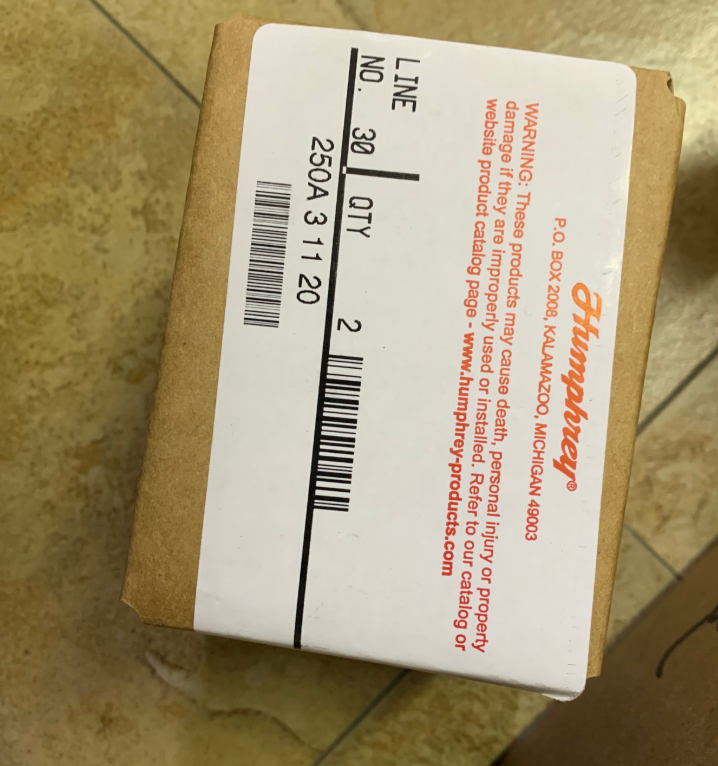 Humphrey®
P.O. BOX 2008, KALAMAZOO, MICHIGAN 49003
WARNING: These products may cause death, personal injury or property
damage if they are improperly used or installed. Refer to our catalog or
website product catalog page - www.humphrey-products.com
LINE
NO. 30 QTY 2
250A 3 11 20